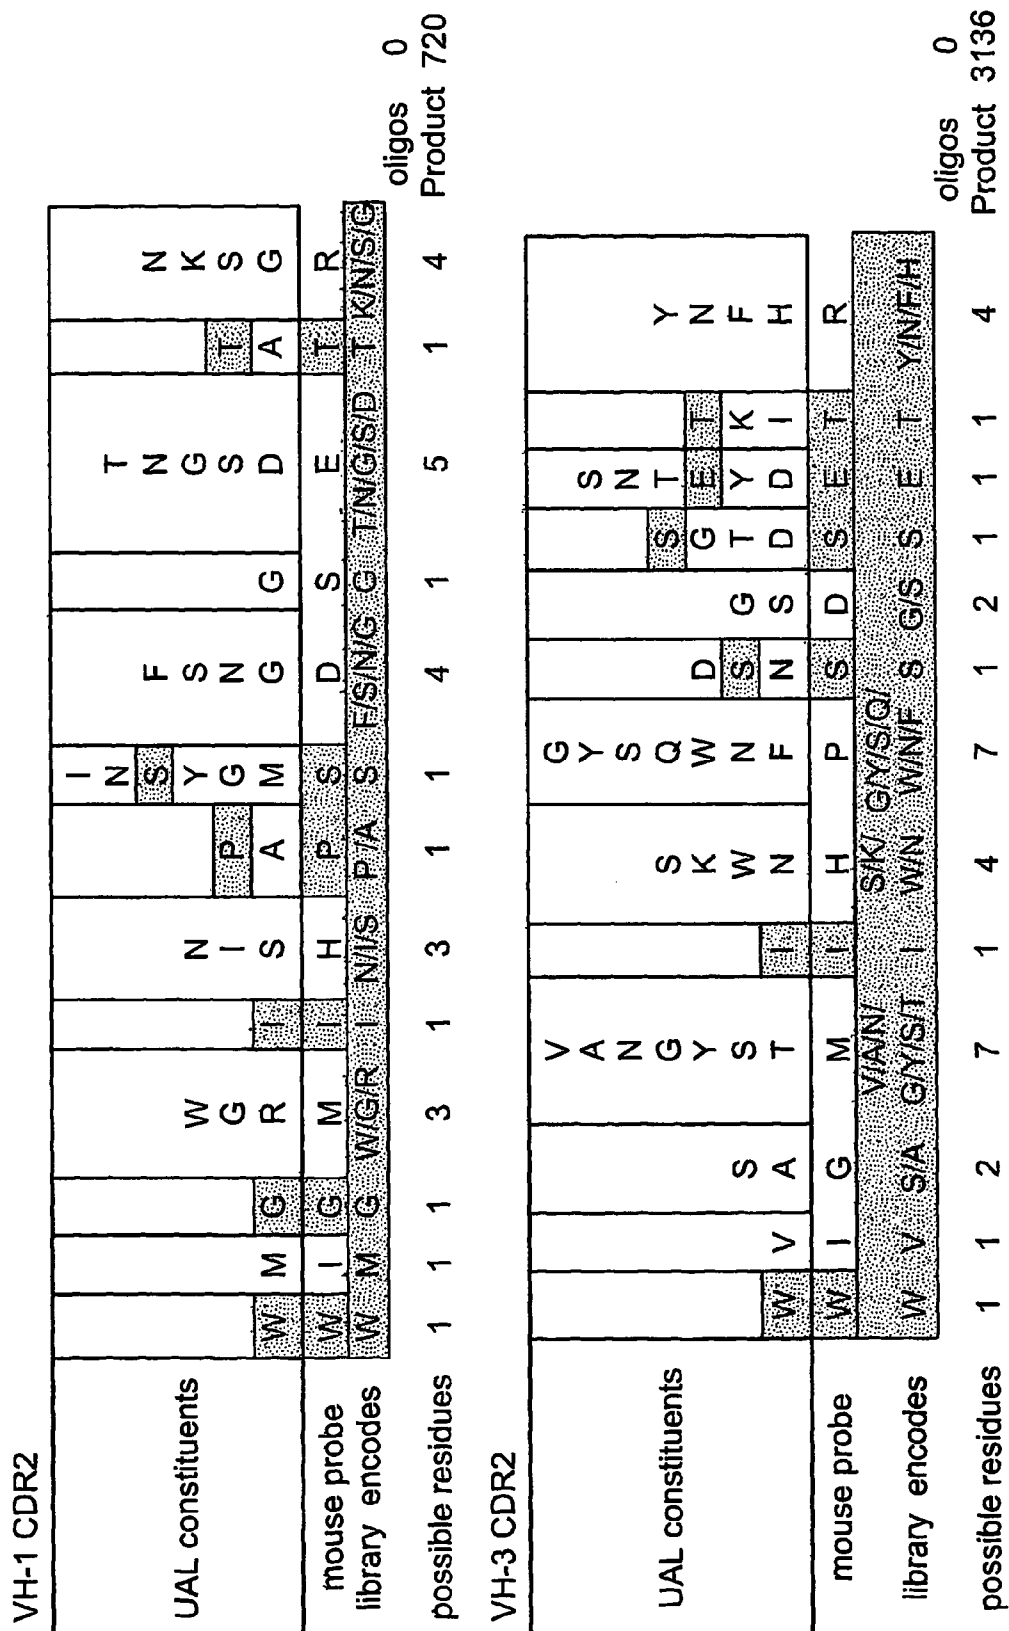 VH-1 CDR2
I
N T
S F N N
W N Y S G K
G I P G N S T S
UAL constituents W M G R I S A M G G D A G
mouse probe W I G M I H P S D S E T R
library encodes W M G W/G/R I N/I/S P/A S F/S/N/G G T/N/G/S/D T K/N/S/G
oligos 0
possible residues 1 1 1 3 1 3 1 1 4 1 5 1 4 Product 720
VH-3 CDR2
V G
A Y S
N S N
G S Q S T Y
Y K W D G E T N
S S W N S G T Y K F
UAL constituents W V A T I N F N S D D I H
mouse probe W I G M I H P S D S E T R
V/A/N/ S/K/ G/Y/S/Q/
library encodes W V S/A G/Y/S/T I W/N W/N/F S G/S S E T Y/N/F/H
oligos 0
possible residues 1 1 2 7 1 4 7 1 2 1 1 1 4 Product 3136